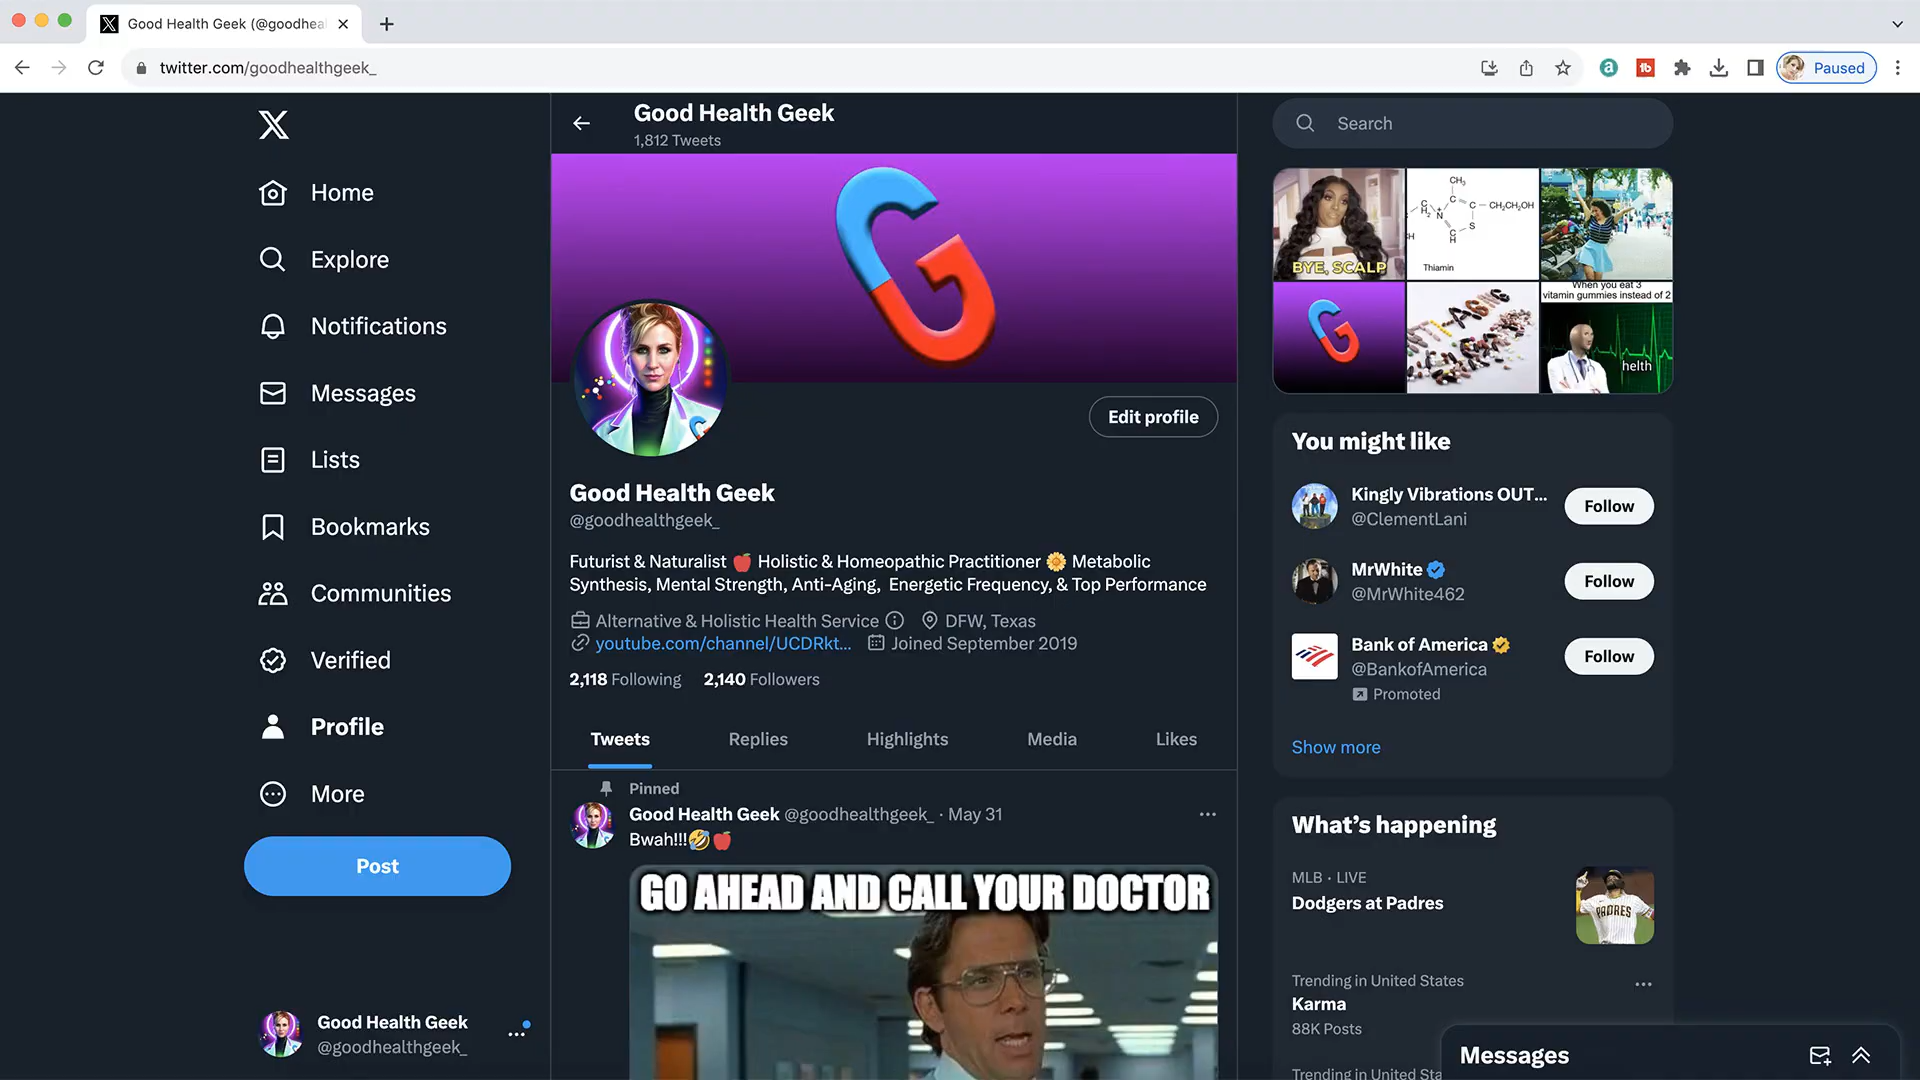 Good Health Geek (@goodhea
twitter.com/goodhealthgeek_
Paused
Home
Explore
Notifications
Messages
Lists
Bookmarks
Communities
Verified
Profile
More
Post
Good Health Geek
@goodhealthgeek_
Good Health Geek
1,812 Tweets
Edit profile
Good Health Geek
@goodhealthgeek_
Futurist & Naturalist 🍎 Holistic & Homeopathic Practitioner 🌼 Metabolic
Synthesis, Mental Strength, Anti-Aging, Energetic Frequency, & Top Performance
Alternative & Holistic Health Service DFW, Texas
youtube.com/channel/UCDRkt... Joined September 2019
2,118 Following 2,140 Followers
Tweets Replies Highlights Media Likes
Pinned
Good Health Geek @goodhealthgeek_ · May 31
Bwah!!!🤣🍎
GO AHEAD AND CALL YOUR DOCTOR
Search
BYE, SCALP
CH₃
CH₂CH₂OH
Thiamin
When you eat 3
vitamin gummies instead of 2
helth
You might like
Kingly Vibrations OUT...
@ClementLani
Follow
MrWhite
@MrWhite462
Follow
Bank of America
@BankofAmerica
Promoted
Follow
Show more
What's happening
MLB · LIVE
Dodgers at Padres
PADRES
Trending in United States
Karma
88K Posts
Trending in United Sta
Messages